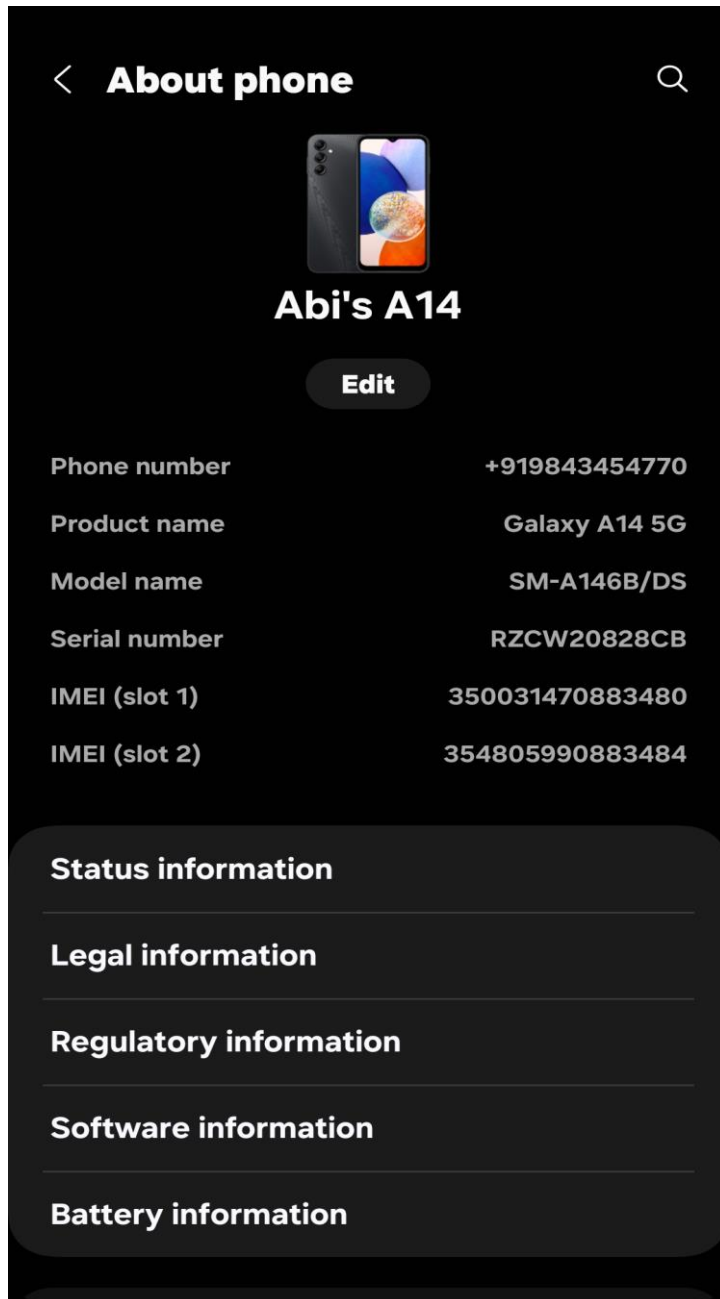 About phone
Abi's A14
Edit
Phone number +919843454770
Product name Galaxy A14 5G
Model name SM-A146B/DS
Serial number RZCW20828CB
IMEI (slot 1) 350031470883480
IMEI (slot 2) 354805990883484
Status information
Legal information
Regulatory information
Software information
Battery information